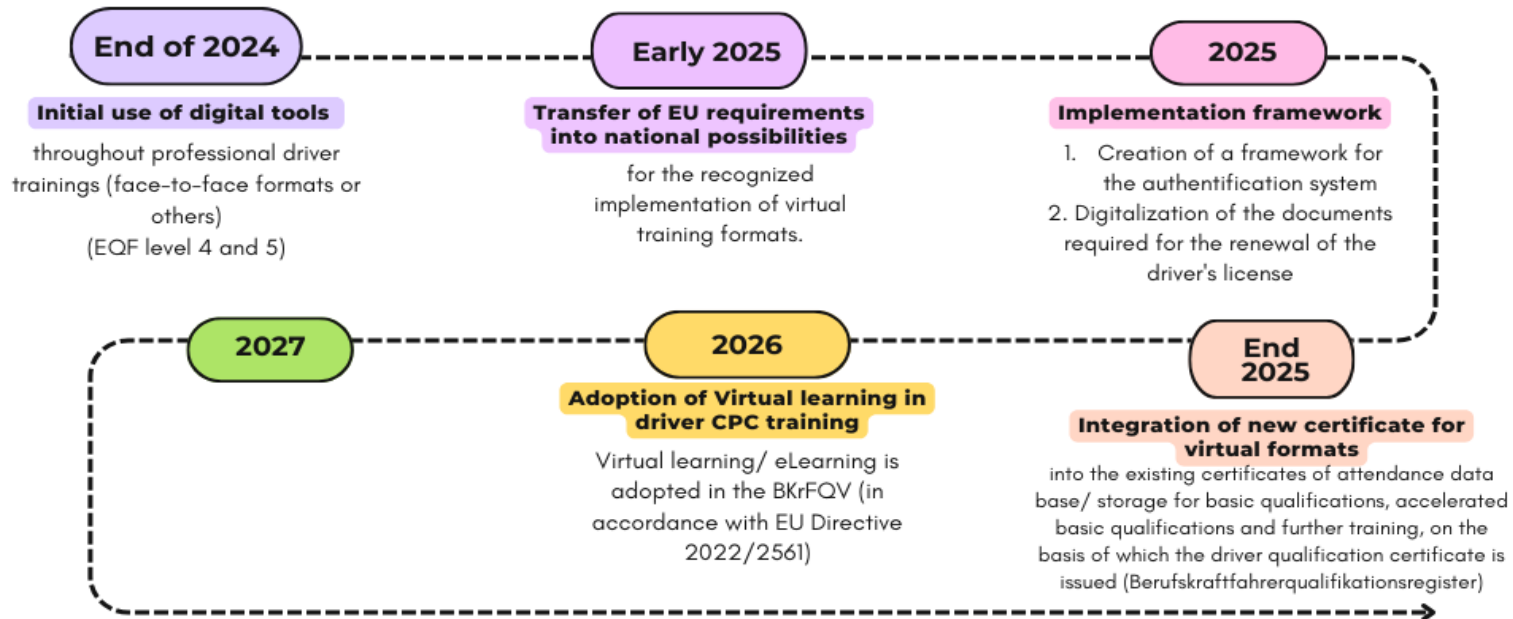 End of 2024
Initial use of digital tools
throughout professional driver
trainings (face-to-face formats or
others)
(EQF level 4 and 5)
Early 2025
Transfer of EU requirements
into national possibilities
for the recognized
implementation of virtual
training formats.
2025
Implementation framework
1. Creation of a framework for
the authentification system
2. Digitalization of the documents
required for the renewal of the
driver's license
End
2025
Integration of new certificate for
virtual formats
into the existing certificates of attendance data
base/ storage for basic qualifications, accelerated
basic qualifications and further training, on the
basis of which the driver qualification certificate is
issued (Berufskraftfahrerqualifikationsregister)
2026
Adoption of Virtual learning in
driver CPC training
Virtual learning/ eLearning is
adopted in the BKrFQV (in
accordance with EU Directive
2022/2561)
2027